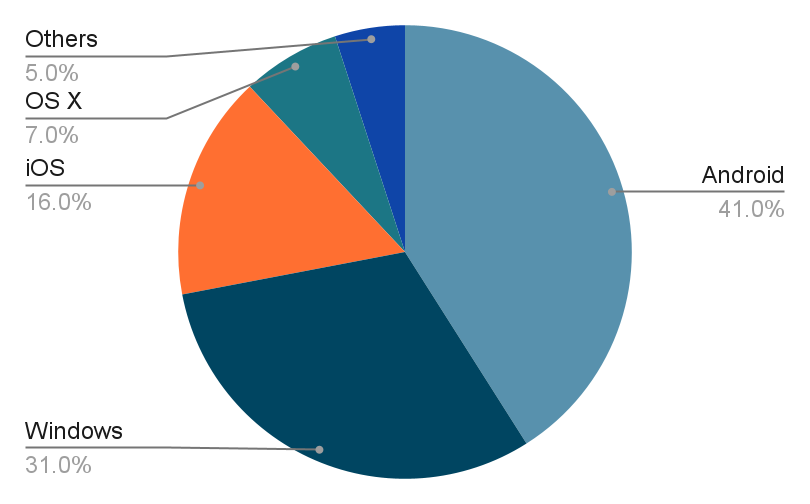 Others
5.0%
OS X
7.0%
iOS
16.0%
Windows
31.0%
Android
41.0%